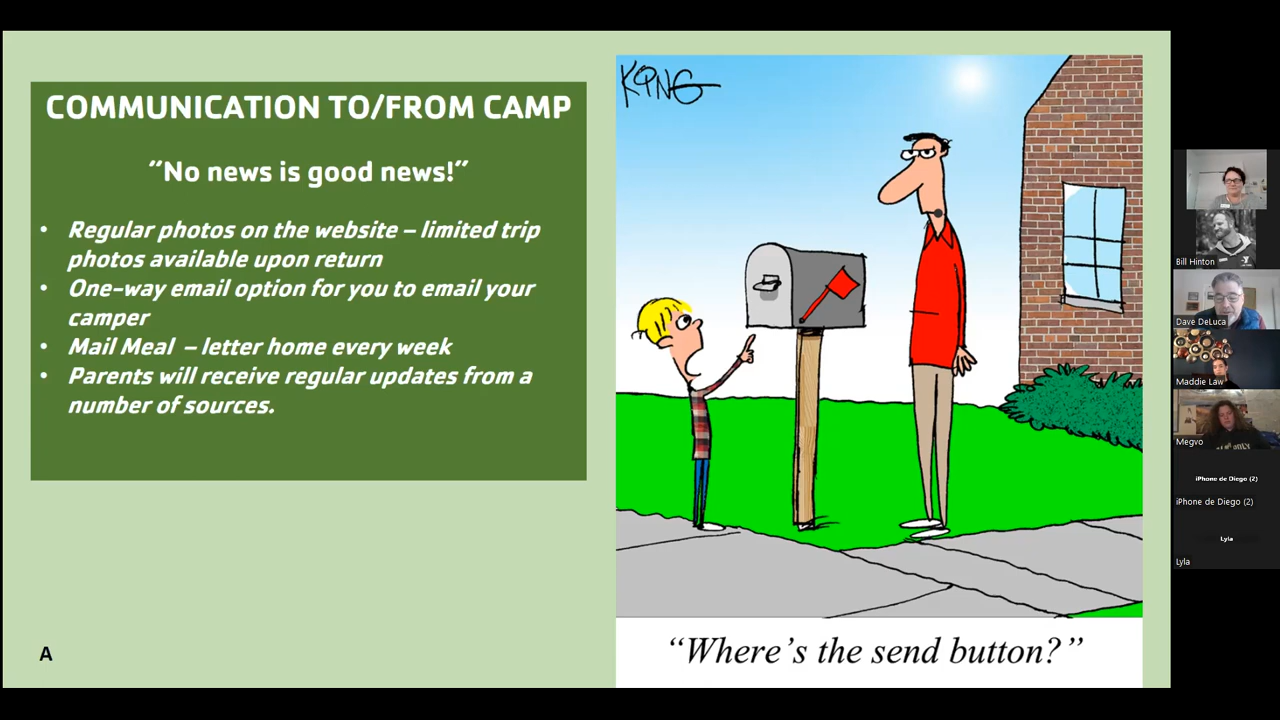 COMMUNICATION TO/FROM CAMP
"No news is good news!"
• Regular photos on the website – limited trip
photos available upon return
• One-way email option for you to email your
camper
• Mail Meal – letter home every week
• Parents will receive regular updates from a
number of sources.
A
"Where's the send button?"
Bill Hinton
Dave DeLuca
Maddie Law
Megvo
iPhone de Diego (2)
iPhone de Diego (2)
Lyla
Lyla